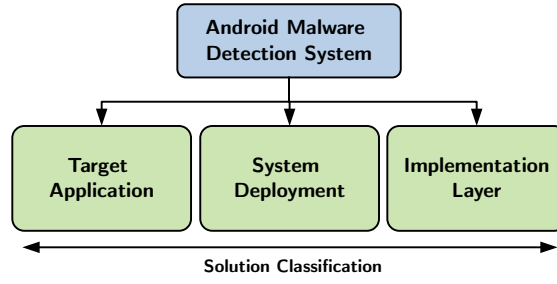 Android Malware
Detection System
Target
Application
System
Deployment
Implementation
Layer
Solution Classification